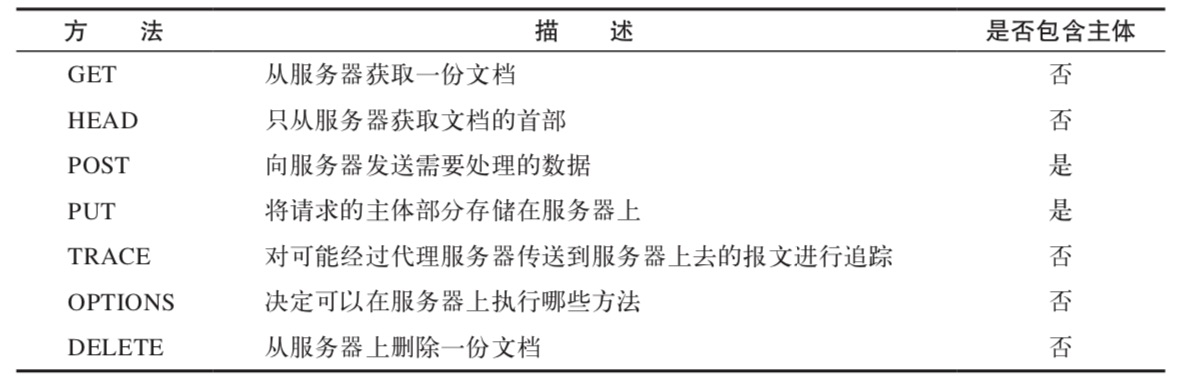 方 法 描 述 是否包含主体
GET 从服务器获取一份文档 否
HEAD 只从服务器获取文档的首部 否
POST 向服务器发送需要处理的数据 是
PUT 将请求的主体部分存储在服务器上 是
TRACE 对可能经过代理服务器传送到服务器上去的报文进行追踪 否
OPTIONS 决定可以在服务器上执行哪些方法 否
DELETE 从服务器上删除一份文档 否